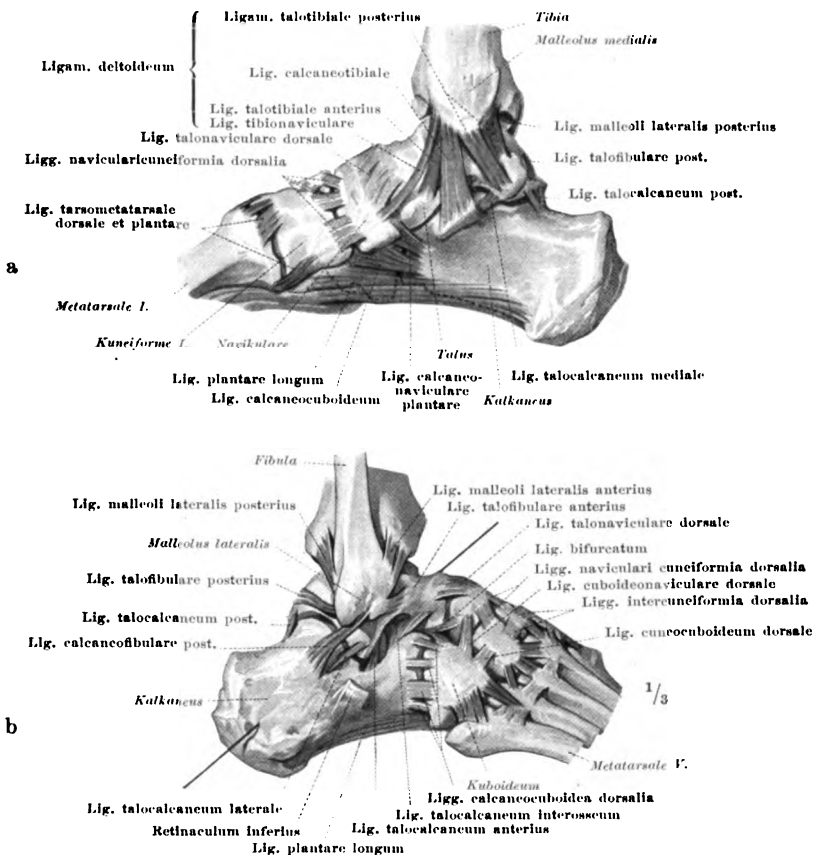 Ligam. talotibiale posterius
Tibia
Malleolus medialis
Ligam. deltoideum
Lig. calcaneotibiale
Lig. talotibiale anterius
Lig. tibionaviculare
Lig. talonaviculare dorsale
Ligg. navicularicuneiformia dorsalia
Lig. malleoli lateralis posterius
Lig. talofibulare post.
Lig. talocalcaneum post.
Lig. tarsometatarsale
dorsale et plantare
a
Metatarsale I.
Kuneiforme I.
Navikulare
Talus
Lig. plantare longum
Lig. calcaneocuboideum
Lig. calcaneo-
naviculare
plantare
Lig. talocalcaneum mediale
Kalkaneus
Fibula
Lig. malleoli lateralis posterius
Lig. malleoli lateralis anterius
Lig. talofibulare anterius
Lig. talonaviculare dorsale
Malleolus lateralis
Lig. bifurcatum
Ligg. naviculari cuneiformia dorsalia
Lig. talofibulare posterius
Lig. cuboideonaviculare dorsale
Ligg. intercuneiformia dorsalia
Lig. talocalcaneum post.
Lig. cuneocuboideum dorsale
Lig. calcaneofibulare post.
Kalkaneus
1/3
b
Metatarsale V.
Kuboideum
Ligg. calcaneocuboidea dorsalia
Lig. talocalcaneum laterale
Lig. talocalcaneum interosseum
Retinaculum inferius
Lig. talocalcaneum anterius
Lig. plantare longum